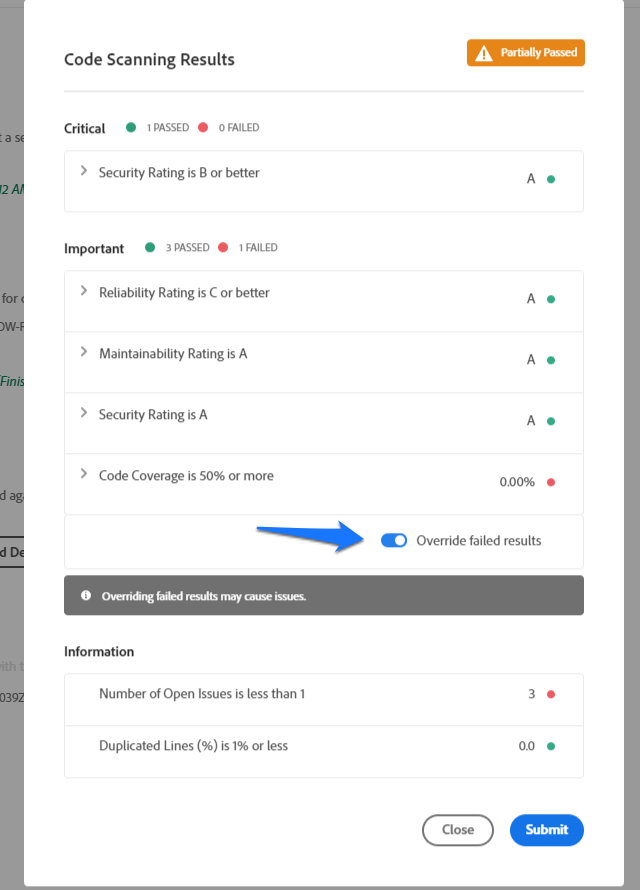 Code Scanning Results
Partially Passed
Critical 1 PASSED 0 FAILED
Security Rating is B or better A
Important 3 PASSED 1 FAILED
Reliability Rating is C or better A
Maintainability Rating is A A
Security Rating is A A
Code Coverage is 50% or more 0.00%
Override failed results
Overriding failed results may cause issues.
Information
Number of Open Issues is less than 1 3
Duplicated Lines (%) is 1% or less 0.0
Close Submit